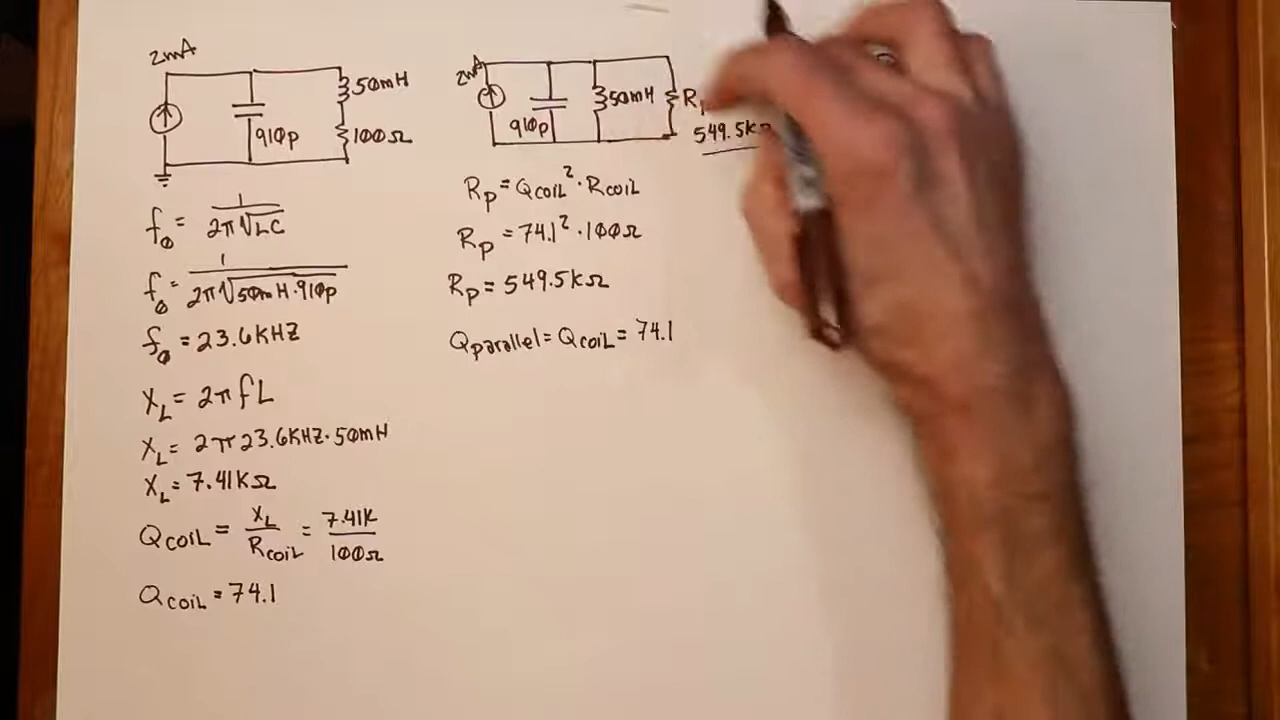 2mA
50mH
910p
100Ω
f0 = 1 / 2π√LC
f0 = 1 / 2π√50mH·910p
f0 = 23.6KHZ
XL = 2πfL
XL = 2π23.6KHZ·50mH
XL = 7.41KΩ
QCOIL = XL / RCOIL = 7.41K / 100Ω
QCOIL = 74.1
2mA
910p
50mH
549.5K
Rp = QCOIL² · RCOIL
Rp = 74.1² · 100Ω
Rp = 549.5KΩ
Qparallel = QCOIL = 74.1